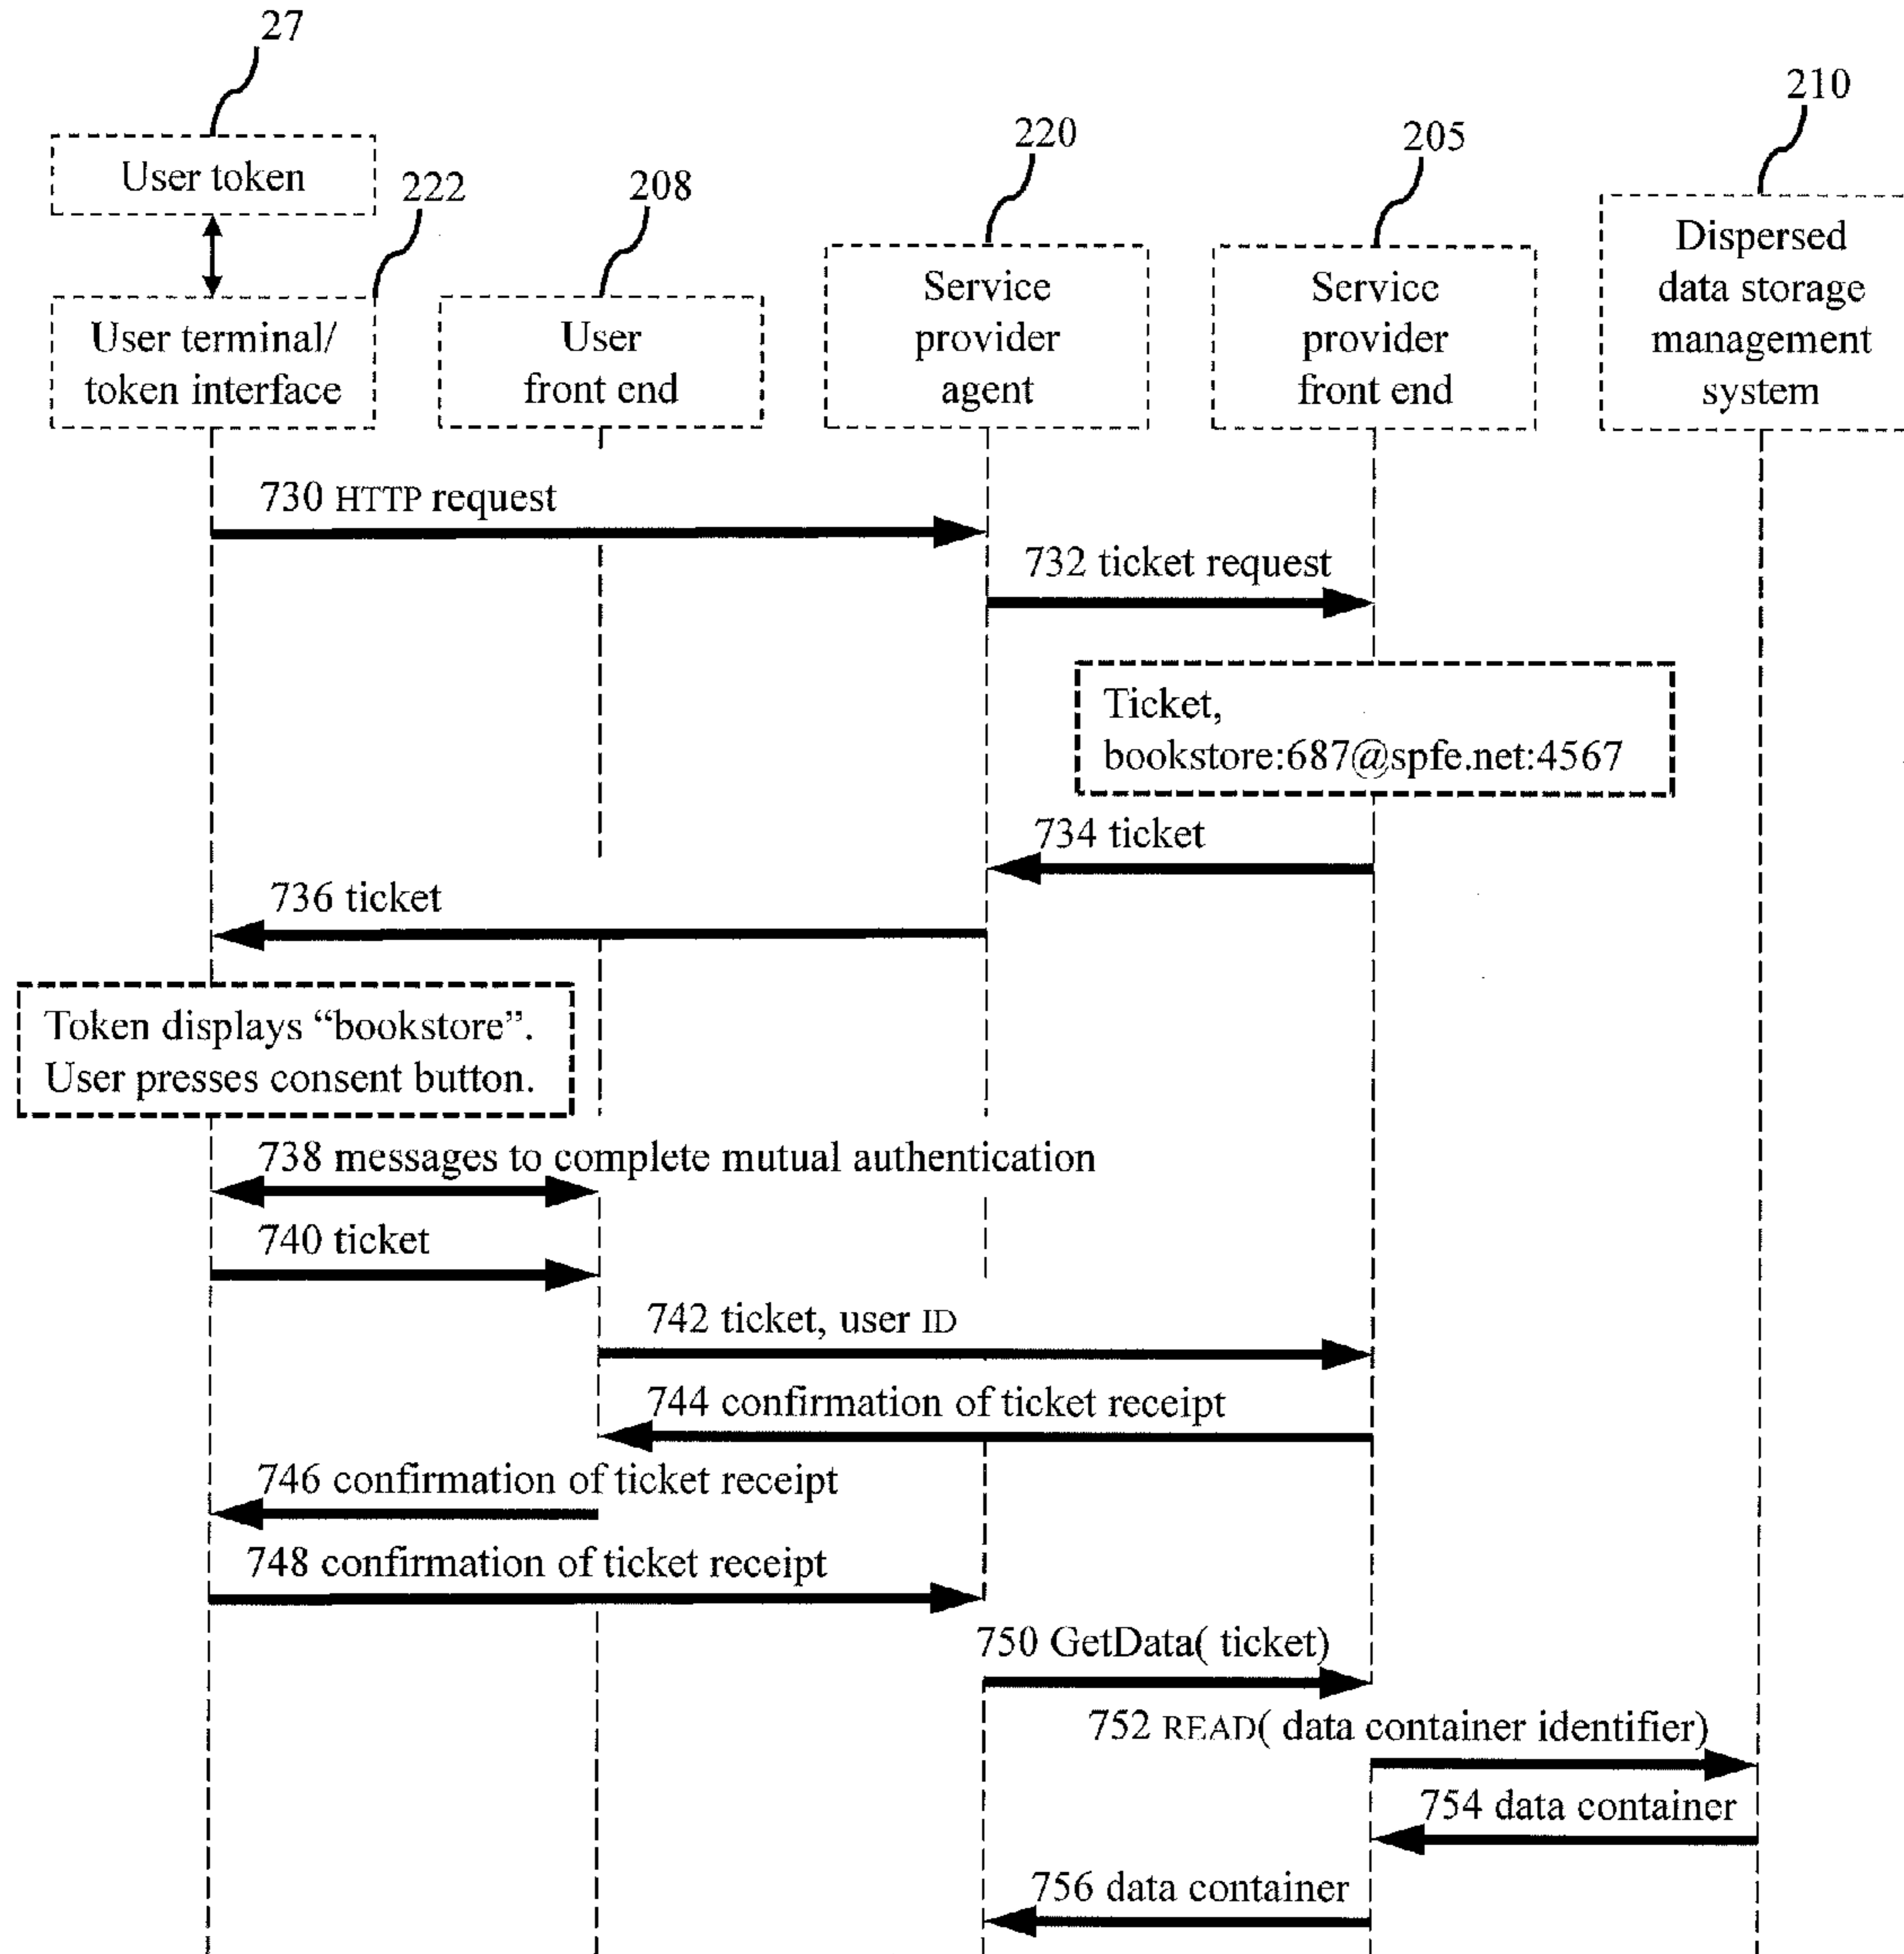 27
210
220
205
User token
222
208
Dispersed
data storage
management
system
Service
provider
agent
Service
provider
front end
User terminal/
token interface
User
front end
730 HTTP request
732 ticket request
Ticket,
bookstore:687@spfe.net:4567
734 ticket
736 ticket
Token displays “bookstore”.
User presses consent button.
738 messages to complete mutual authentication
740 ticket
742 ticket, user ID
744 confirmation of ticket receipt
746 confirmation of ticket receipt
748 confirmation of ticket receipt
750 GetData( ticket)
752 READ( data container identifier)
754 data container
756 data container